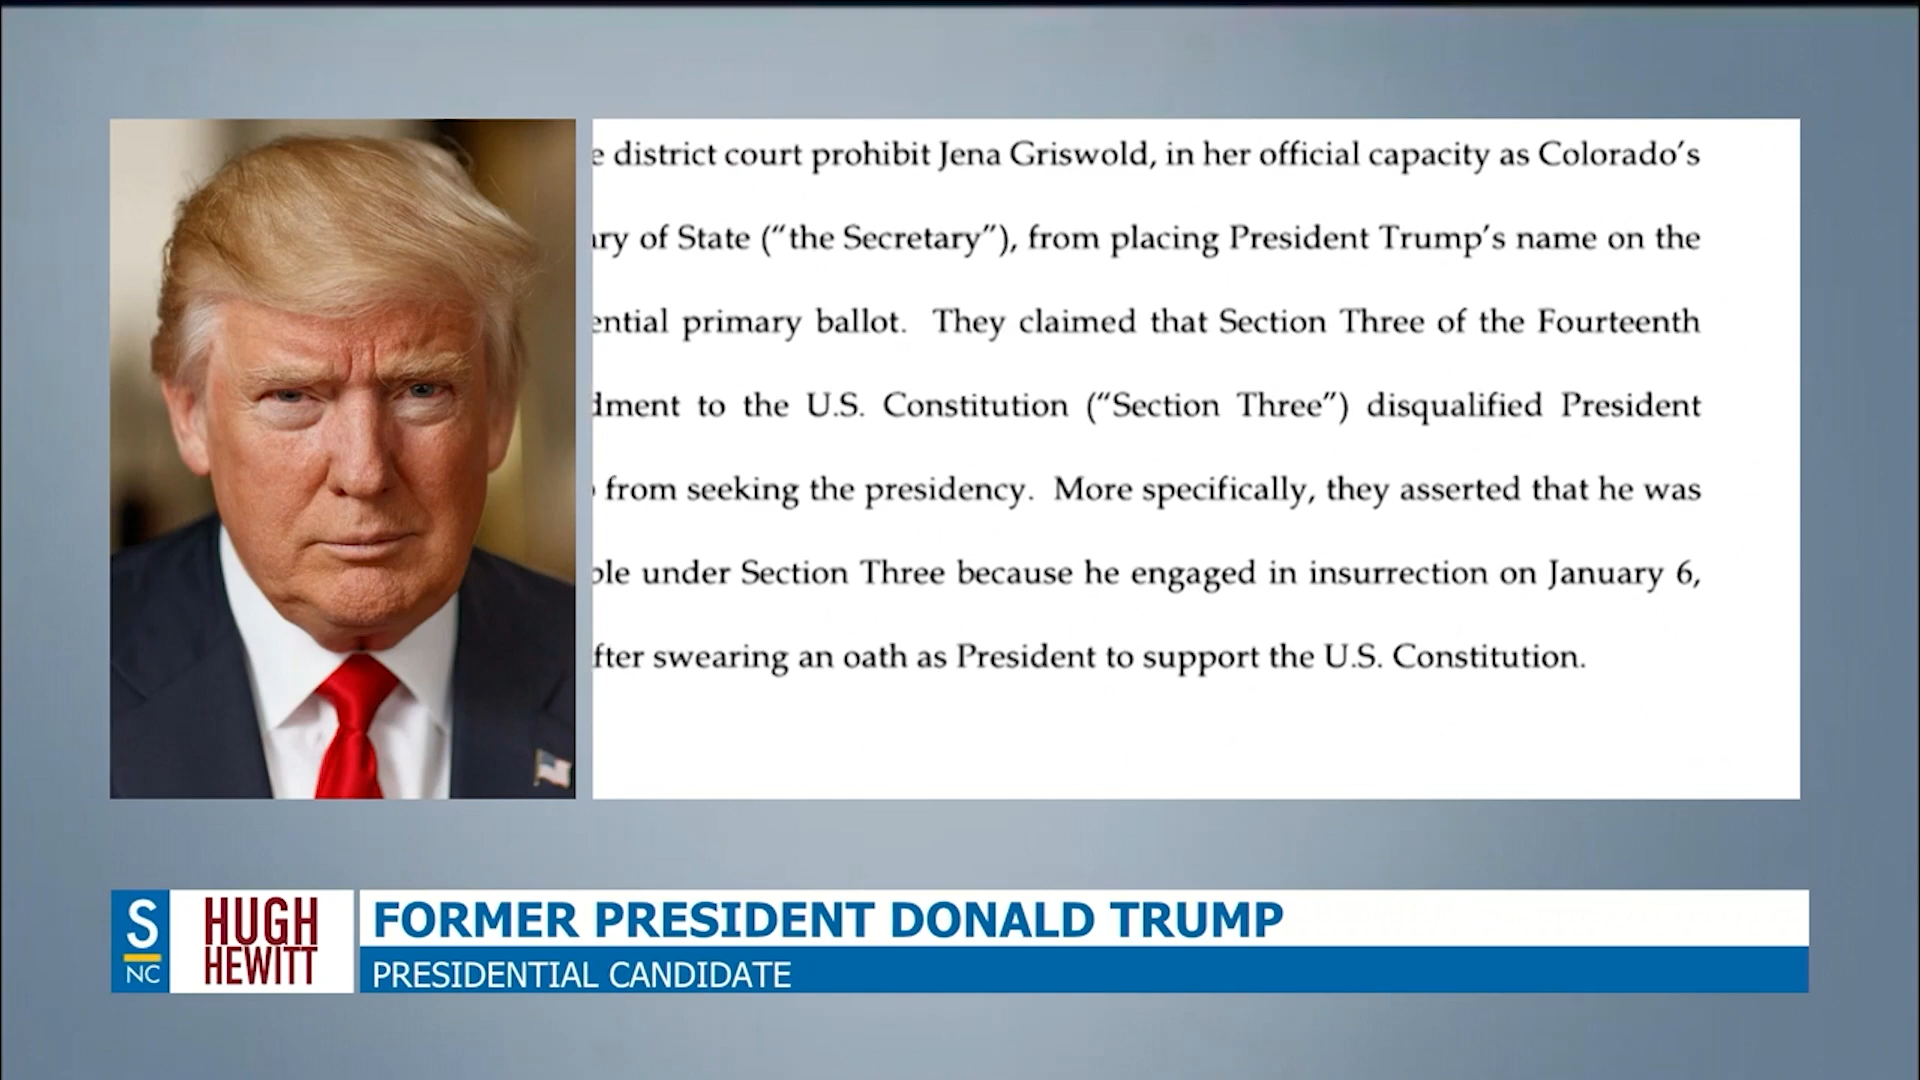 e district court prohibit Jena Griswold, in her official capacity as Colorado's
ry of State ("the Secretary"), from placing President Trump's name on the
ential primary ballot. They claimed that Section Three of the Fourteenth
dment to the U.S. Constitution ("Section Three") disqualified President
from seeking the presidency. More specifically, they asserted that he was
ble under Section Three because he engaged in insurrection on January 6,
fter swearing an oath as President to support the U.S. Constitution.
S
NC
HUGH
HEWITT
FORMER PRESIDENT DONALD TRUMP
PRESIDENTIAL CANDIDATE